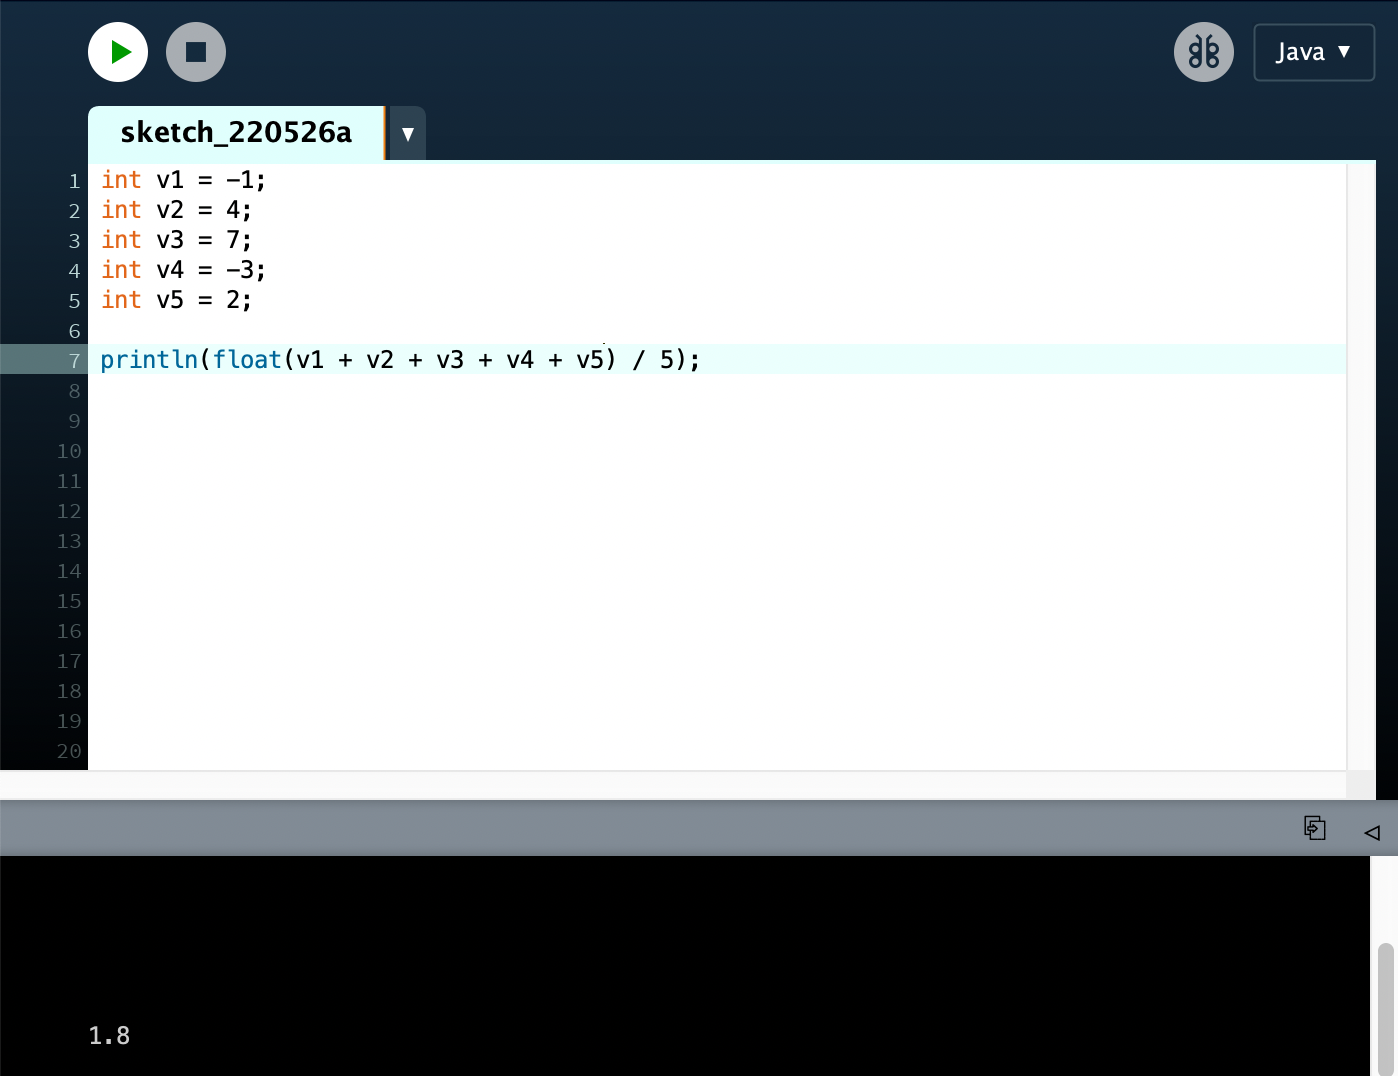 Java ▼
sketch_220526a ▼
1 int v1 = -1;
2 int v2 = 4;
3 int v3 = 7;
4 int v4 = -3;
5 int v5 = 2;
6
7 println(float(v1 + v2 + v3 + v4 + v5) / 5);
8
9
10
11
12
13
14
15
16
17
18
19
20
1.8